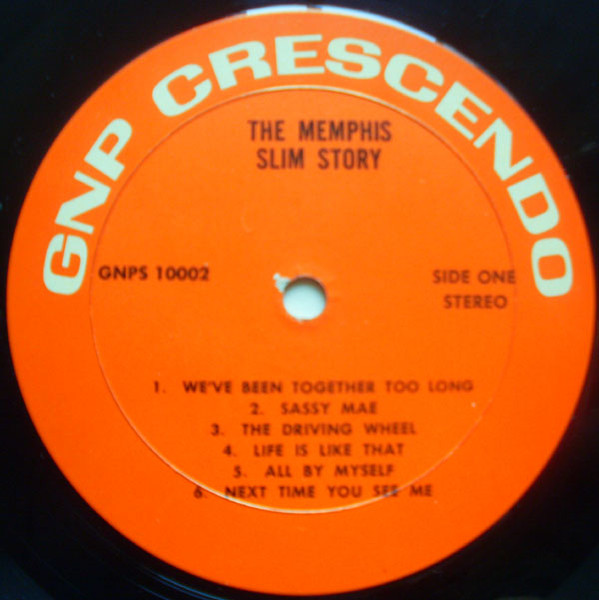 GNP CRESCENDO
THE MEMPHIS
SLIM STORY
GNPS 10002
SIDE ONE
STEREO
1. WE'VE BEEN TOGETHER TOO LONG
2. SASSY MAE
3. THE DRIVING WHEEL
4. LIFE IS LIKE THAT
5. ALL BY MYSELF
6. NEXT TIME YOU SEE ME